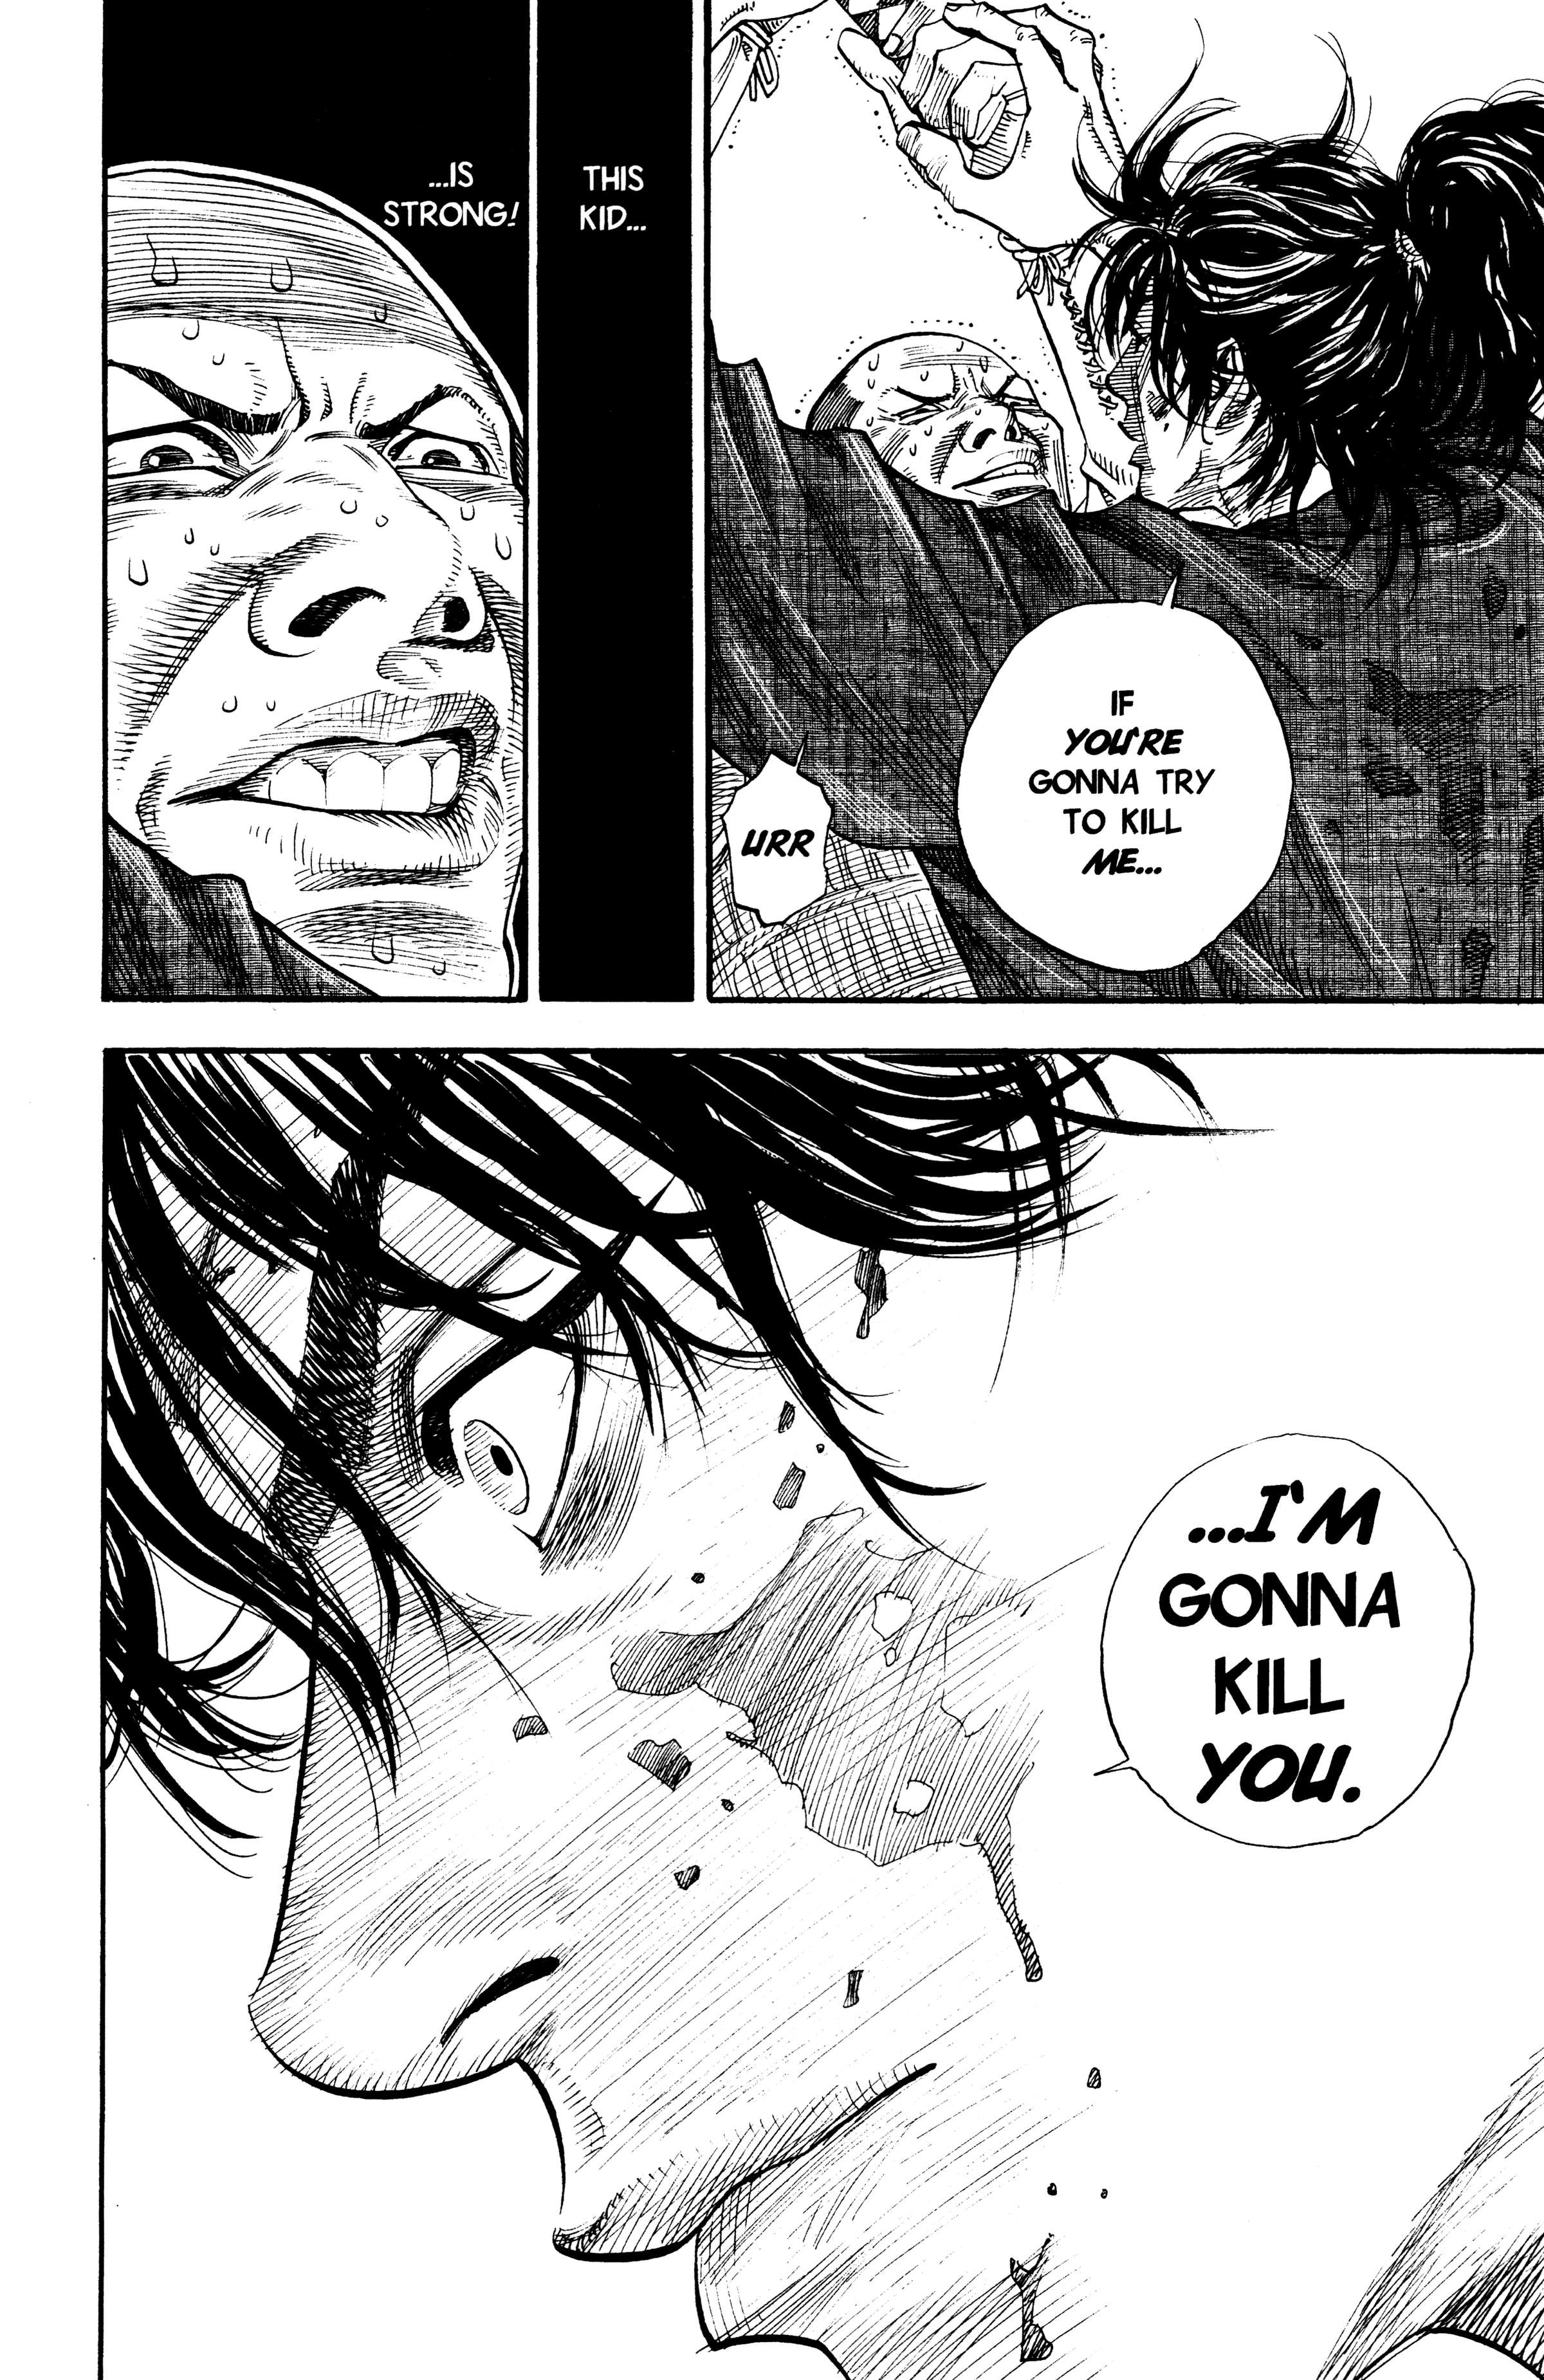 IF
YOU'RE
GONNA TRY
TO KILL
ME...
URR
THIS
KID...
...IS
STRONG!
...I'M
GONNA
KILL
YOU.